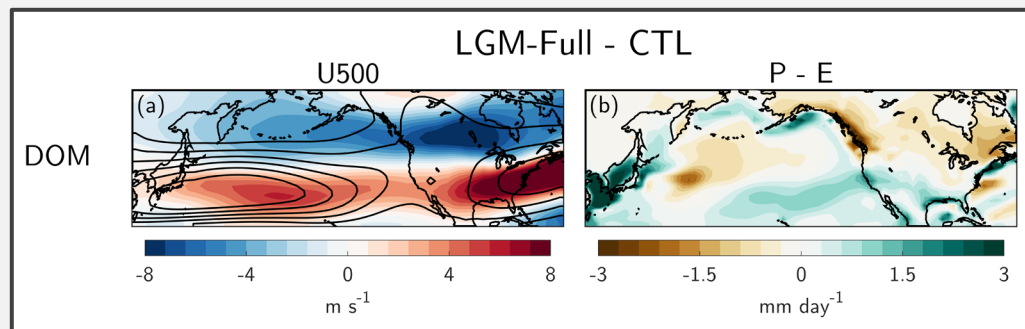 LGM-Full - CTL
U500
P - E
DOM
(a)
(b)
-8 -4 0 4 8
-3 -1.5 0 1.5 3
m s⁻¹
mm day⁻¹